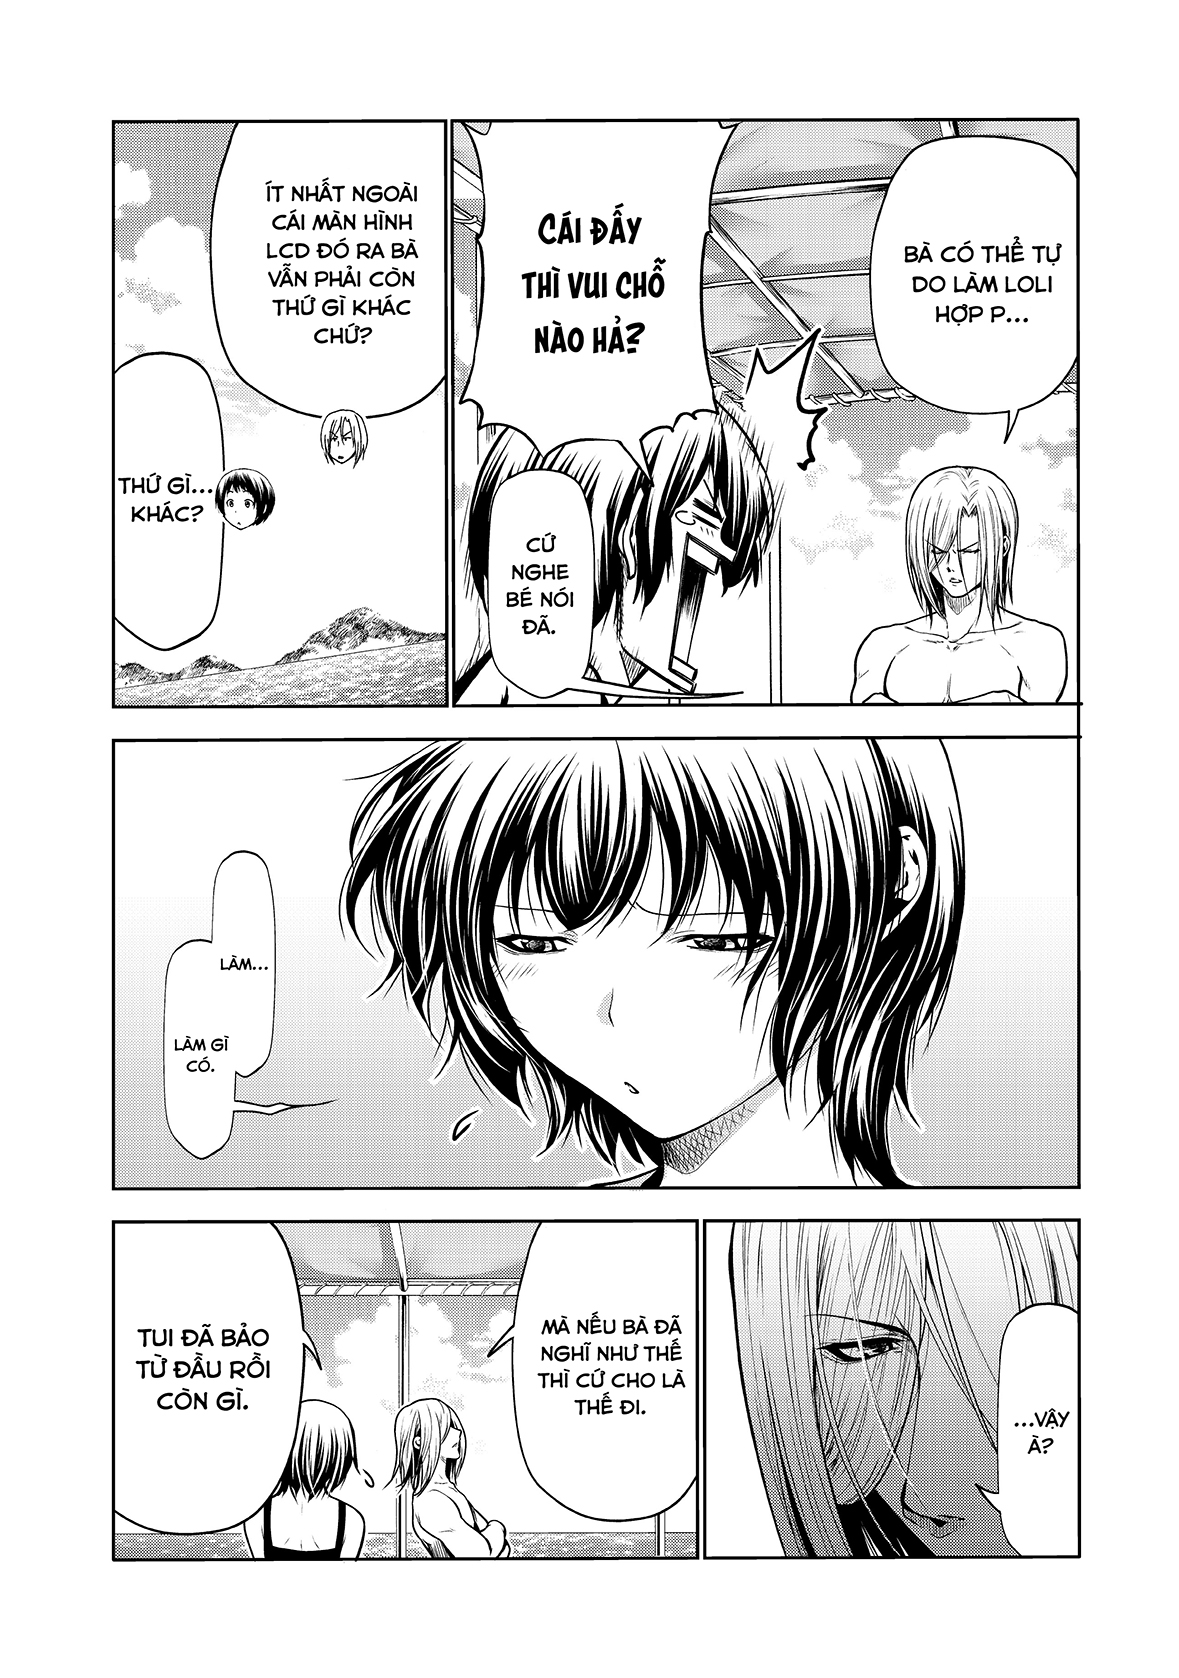 BÀ CÓ THỂ TỰ
DO LÀM LOLI
HỢP P...
CÁI ĐẤY
THÌ VUI CHỖ
NÀO HẢ?
CỨ
NGHE
BÉ NÓI
ĐÃ.
ÍT NHẤT NGOÀI
CÁI MÀN HÌNH
LCD ĐÓ RA BÀ
VẪN PHẢI CÒN
THỨ GÌ KHÁC
CHỨ?
THỨ GÌ...
KHÁC?
LÀM...
LÀM GÌ
CÓ.
...VẬY
À?
MÀ NẾU BÀ ĐÃ
NGHĨ NHƯ THẾ
THÌ CỨ CHO LÀ
THẾ ĐI.
TUI ĐÃ BẢO
TỪ ĐẦU RỒI
CÒN GÌ.